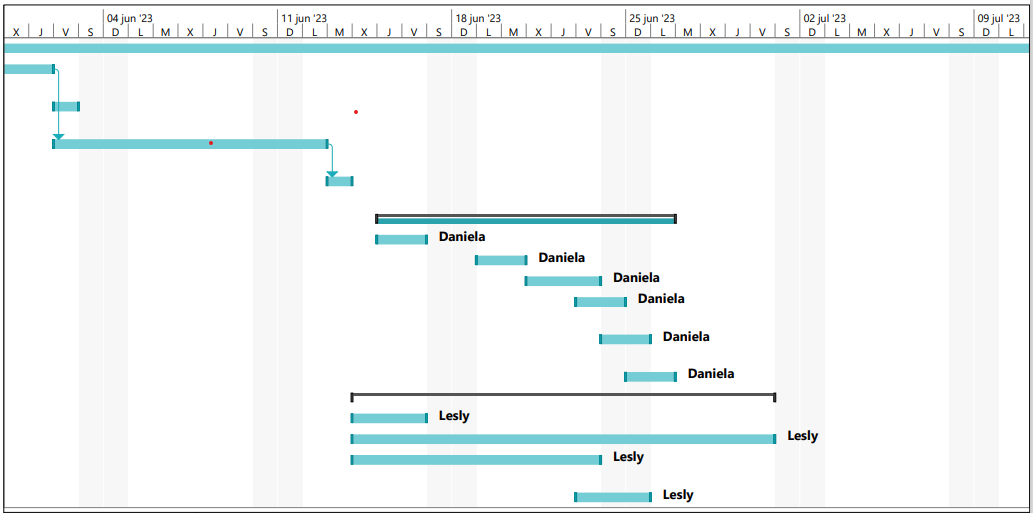 04 jun '23 11 jun '23 18 jun '23 25 jun '23 02 jul '23 09 jul '23
X J V S D L M X J V S D L M X J V S D L M X J V S D L M X J V S D L M X J V S D L
Daniela
Daniela
Daniela
Daniela
Daniela
Daniela
Lesly
Lesly
Lesly
Lesly